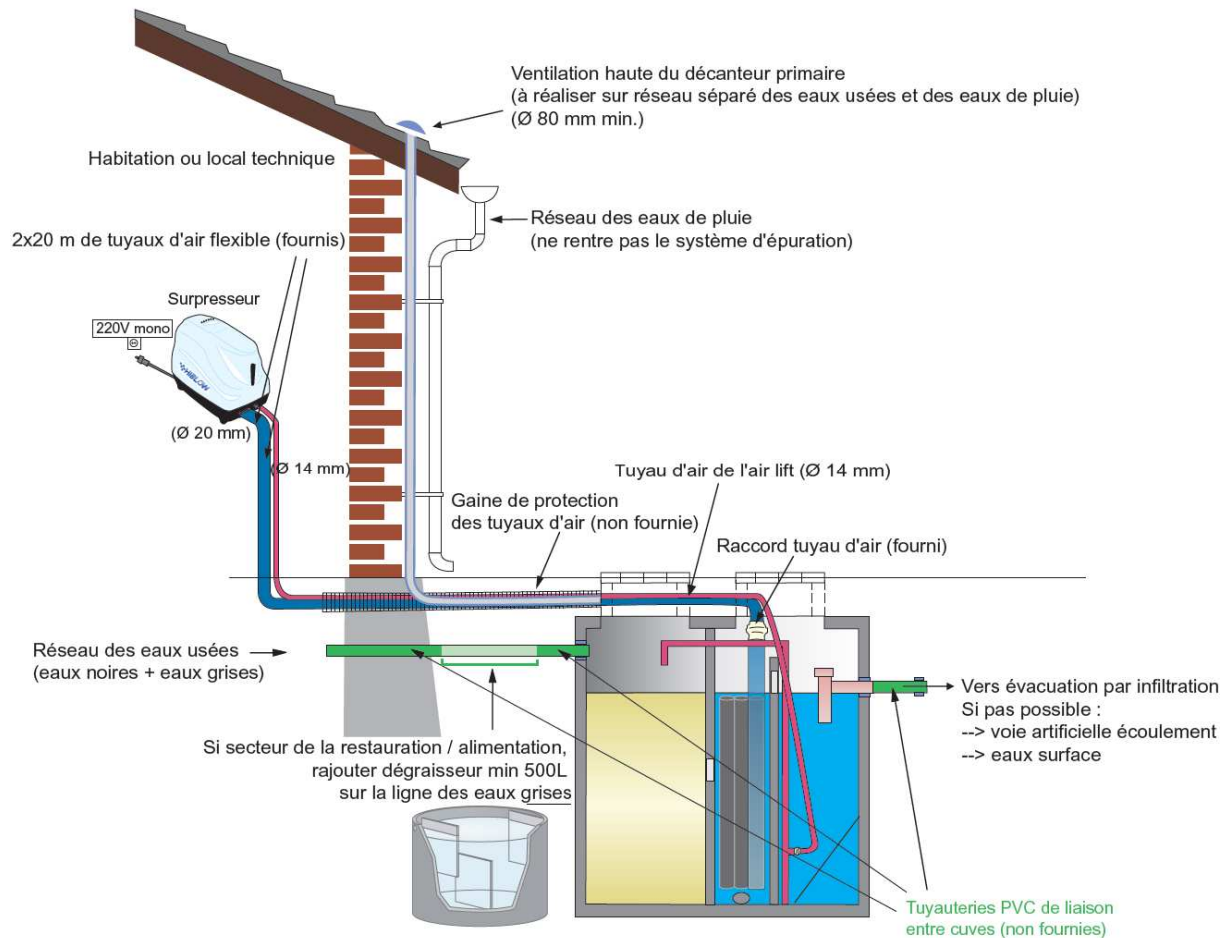 Ventilation haute du décanteur primaire
(à réaliser sur réseau séparé des eaux usées et des eaux de pluie)
(Ø 80 mm min.)
Habitation ou local technique
Réseau des eaux de pluie
(ne rentre pas le système d'épuration)
2x20 m de tuyaux d'air flexible (fournis)
Surpresseur
220V mono
HIBLOW
(Ø 20 mm)
(Ø 14 mm)
Tuyau d'air de l'air lift (Ø 14 mm)
Gaine de protection
des tuyaux d'air (non fournie)
Raccord tuyau d'air (fourni)
Réseau des eaux usées
(eaux noires + eaux grises)
Vers évacuation par infiltration
Si pas possible :
--> voie artificielle écoulement
--> eaux surface
Si secteur de la restauration / alimentation,
rajouter dégraisseur min 500L
sur la ligne des eaux grises
Tuyauteries PVC de liaison
entre cuves (non fournies)